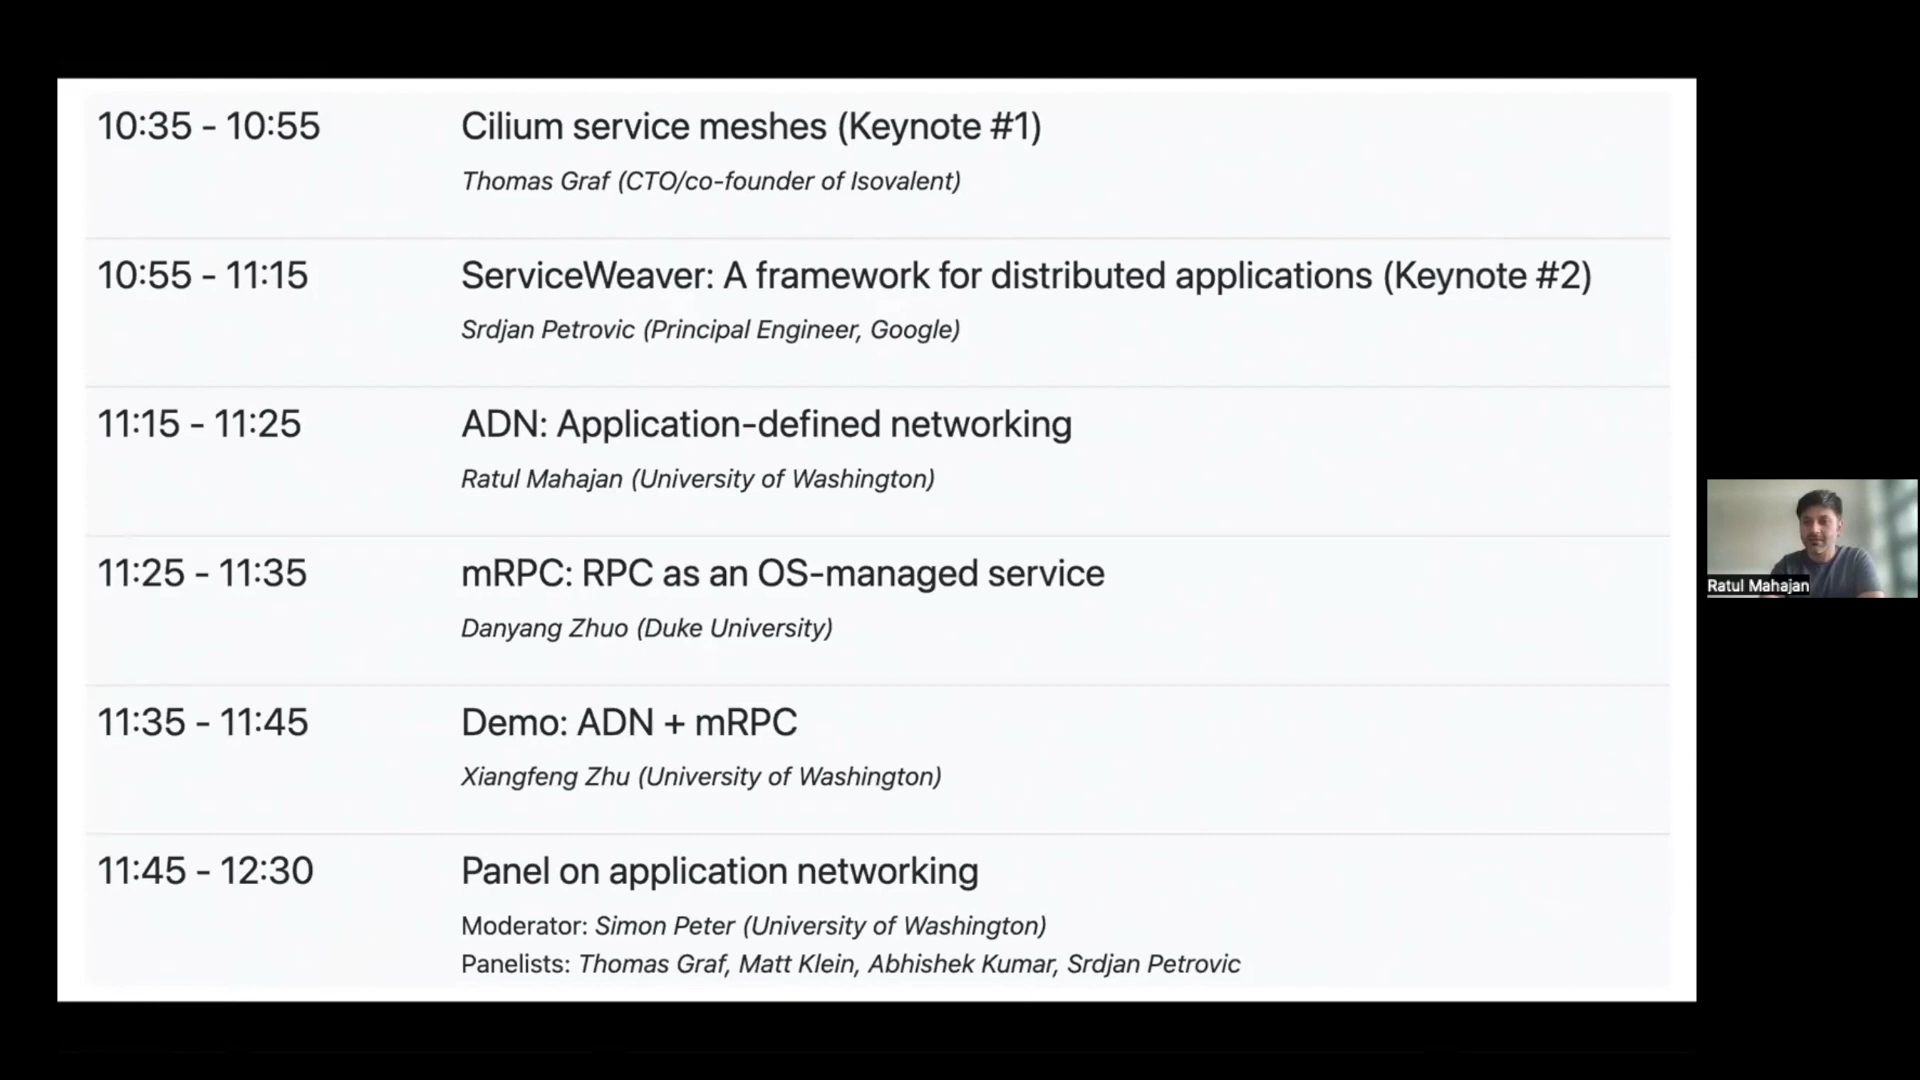 10:35 - 10:55
Cilium service meshes (Keynote #1)
Thomas Graf (CTO/co-founder of Isovalent)
10:55 - 11:15
ServiceWeaver: A framework for distributed applications (Keynote #2)
Srdjan Petrovic (Principal Engineer, Google)
11:15 - 11:25
ADN: Application-defined networking
Ratul Mahajan (University of Washington)
11:25 - 11:35
mRPC: RPC as an OS-managed service
Danyang Zhuo (Duke University)
11:35 - 11:45
Demo: ADN + mRPC
Xiangfeng Zhu (University of Washington)
11:45 - 12:30
Panel on application networking
Moderator: Simon Peter (University of Washington)
Panelists: Thomas Graf, Matt Klein, Abhishek Kumar, Srdjan Petrovic
Ratul Mahajan